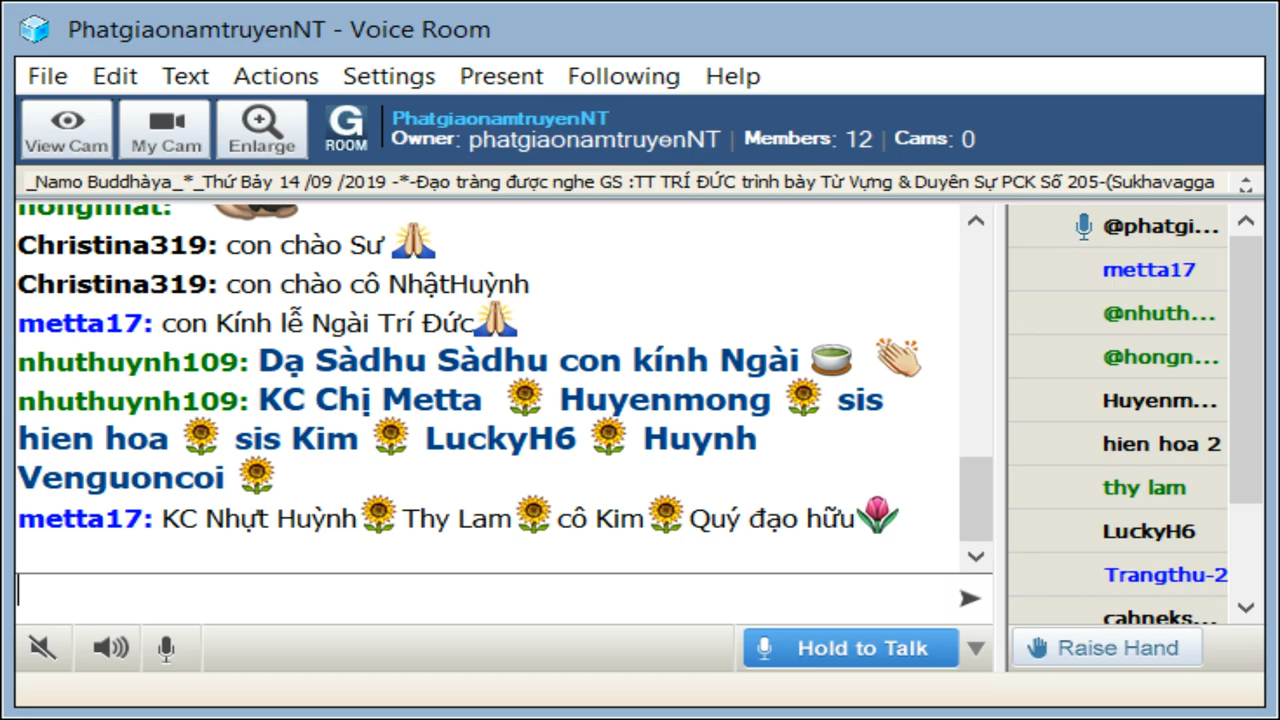 PhatgiaonamtruyenNT - Voice Room
File Edit Text Actions Settings Present Following Help
View Cam
My Cam
Enlarge
G
ROOM
PhatgiaonamtruyenNT
Owner: phatgiaonamtruyenNT | Members: 12 | Cams: 0
_Namo Buddhàya_*_Thứ Bảy 14 /09 /2019 -*-Đạo tràng được nghe GS :TT TRÍ ĐỨC trình bày Từ Vựng & Duyên Sự PCK Số 205-(Sukhavagga
hongnhat:
Christina319: con chào Sư
Christina319: con chào cô NhậtHuỳnh
metta17: con Kính lễ Ngài Trí Đức
nhuthuynh109: Dạ Sàdhu Sàdhu con kính Ngài
nhuthuynh109: KC Chị Metta Huyenmong sis
hien hoa sis Kim LuckyH6 Huynh
Venguoncoi
metta17: KC Nhựt Huỳnh Thy Lam cô Kim Quý đạo hữu
@phatgi...
metta17
@nhuth...
@hongn...
Huyenm...
hien hoa 2
thy lam
LuckyH6
Trangthu-2
cahneks...
Hold to Talk
Raise Hand